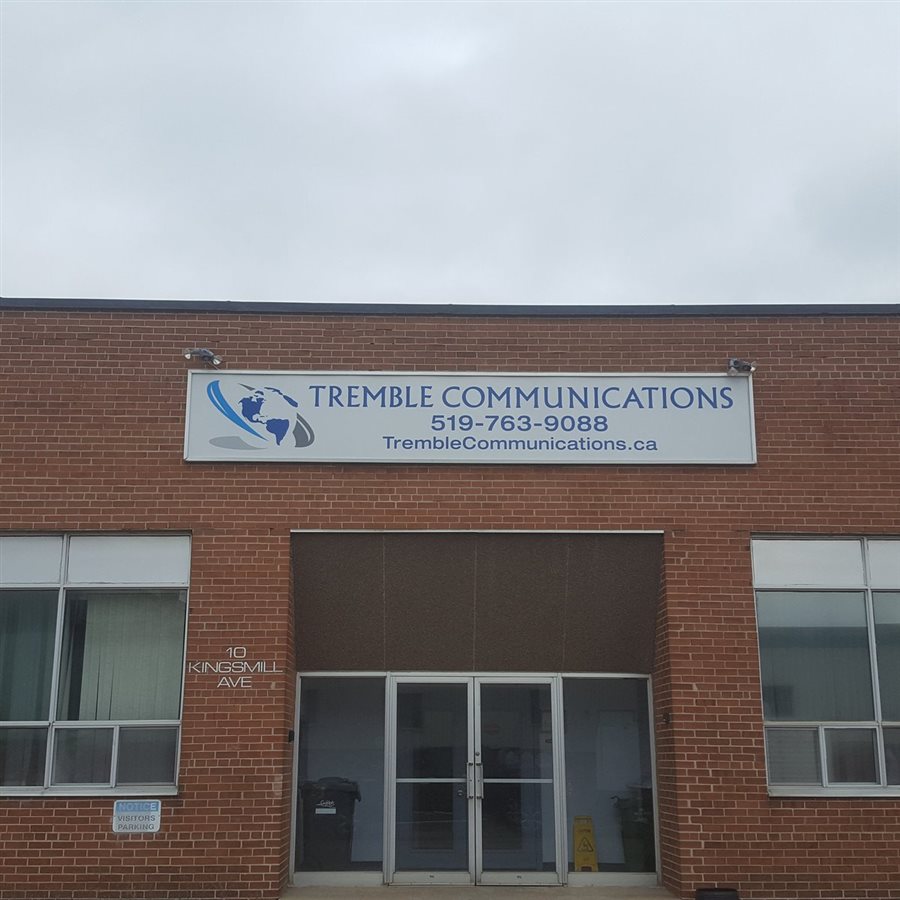 TREMBLE COMMUNICATIONS
519-763-9088
TrembleCommunications.ca
10
KINGSMILL
AVE
NOTICE
VISITORS
PARKING